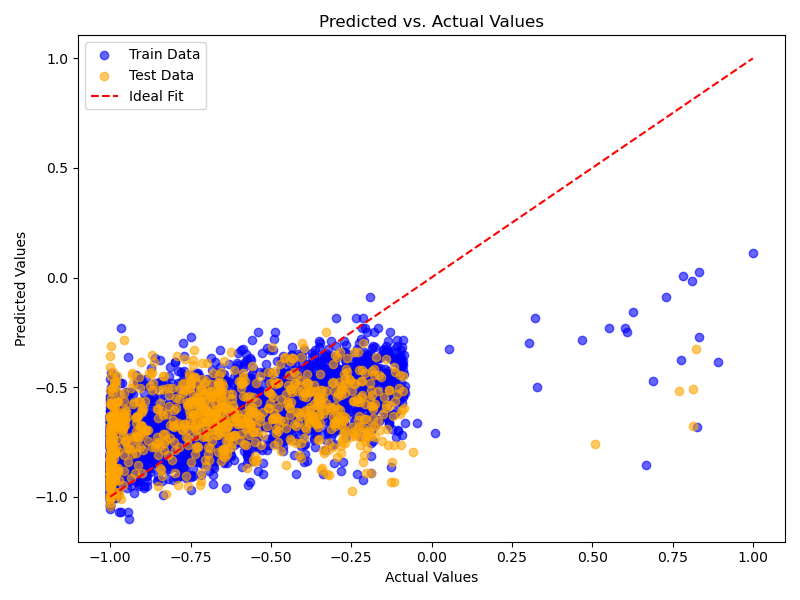 Predicted vs. Actual Values
Train Data
Test Data
Ideal Fit
1.0
0.5
0.0
−0.5
−1.0
Predicted Values
−1.00 −0.75 −0.50 −0.25 0.00 0.25 0.50 0.75 1.00
Actual Values